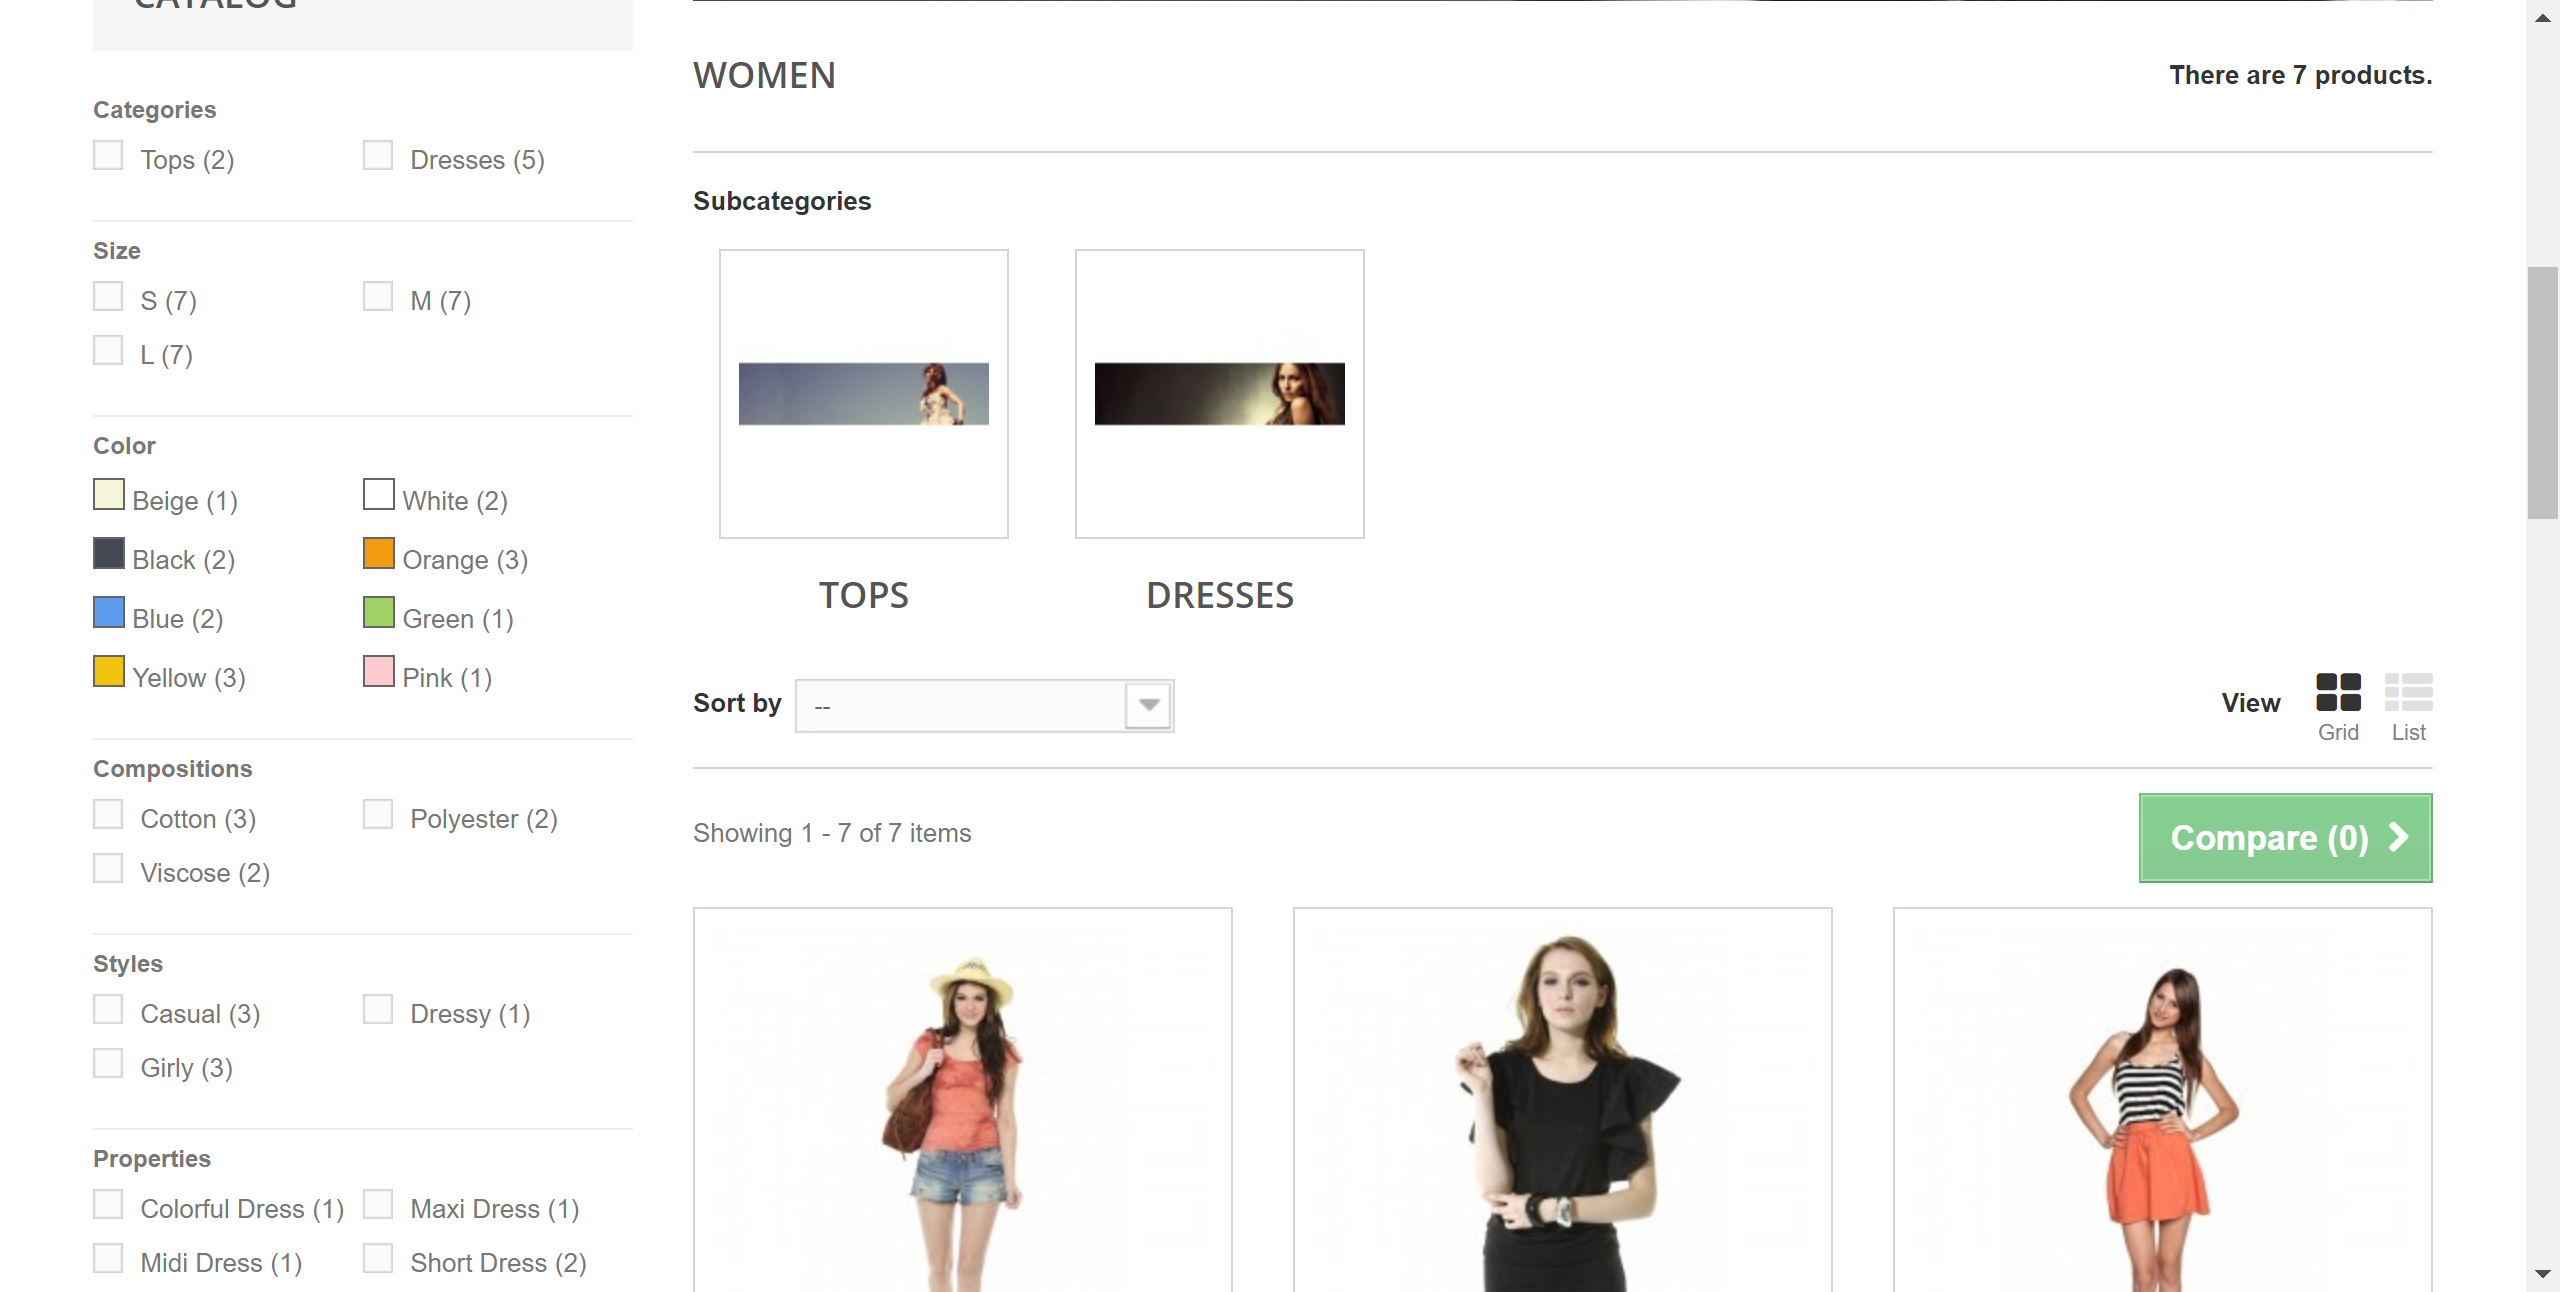 CATALOG
Categories
Tops (2)
Dresses (5)
Size
S (7)
M (7)
L (7)
Color
Beige (1)
White (2)
Black (2)
Orange (3)
Blue (2)
Green (1)
Yellow (3)
Pink (1)
Compositions
Cotton (3)
Polyester (2)
Viscose (2)
Styles
Casual (3)
Dressy (1)
Girly (3)
Properties
Colorful Dress (1)
Maxi Dress (1)
Midi Dress (1)
Short Dress (2)
WOMEN
There are 7 products.
Subcategories
TOPS
DRESSES
Sort by
--
View
Grid
List
Showing 1 - 7 of 7 items
Compare (0)